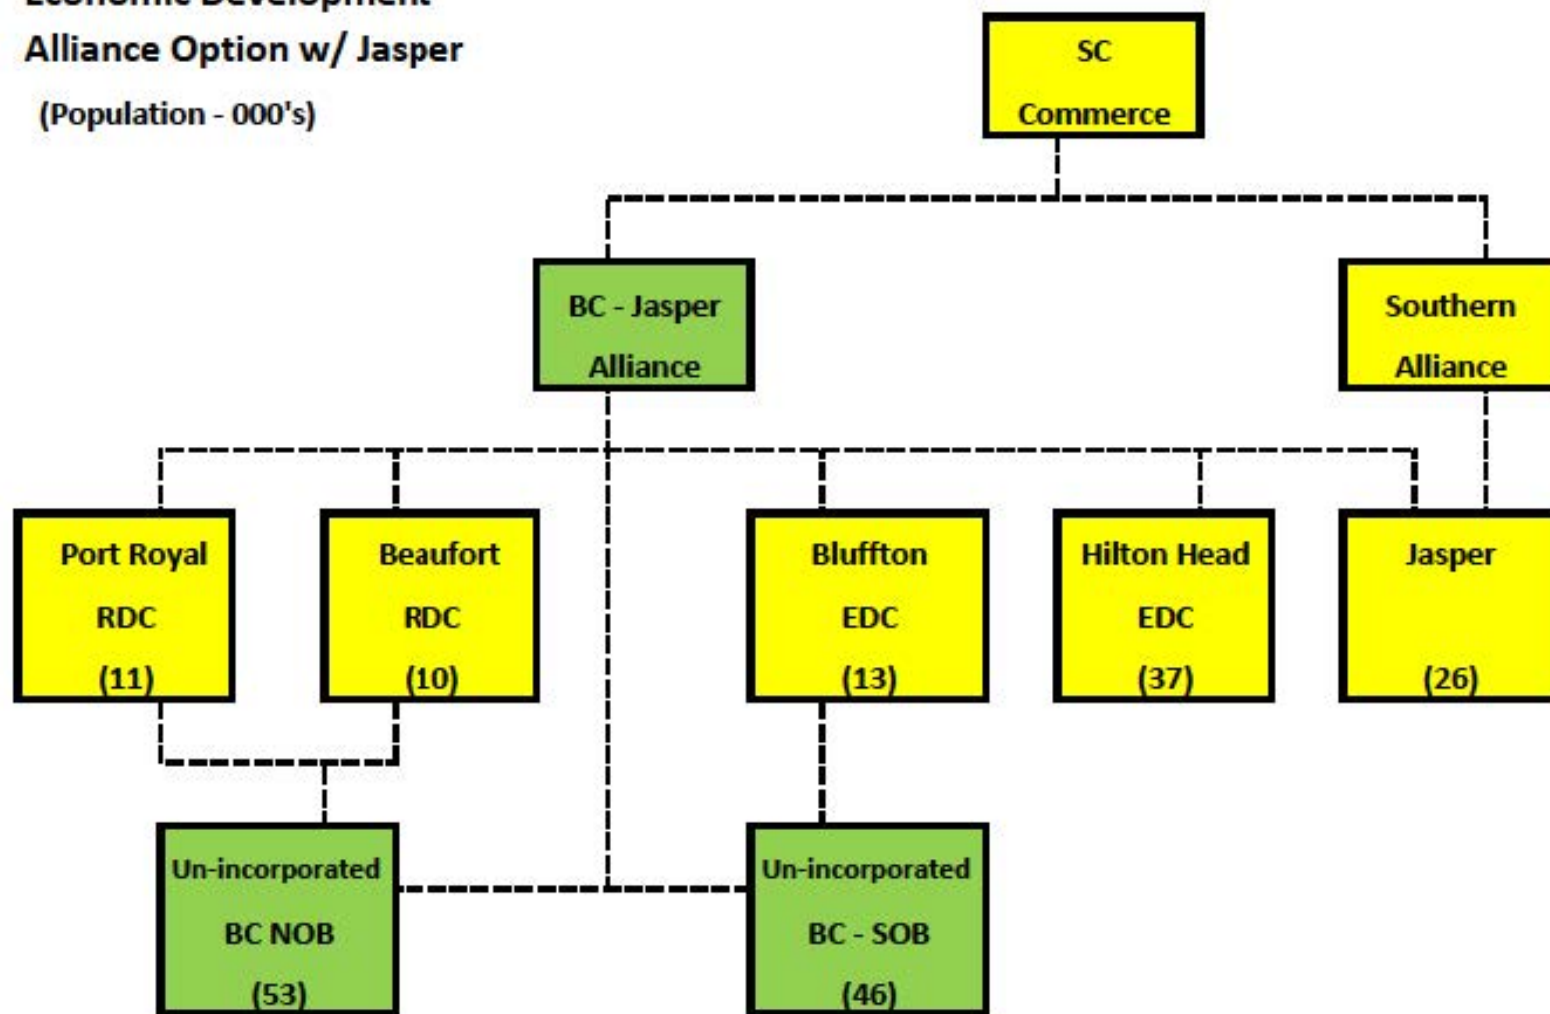 Economic Development
Alliance Option w/ Jasper
(Population - 000's)
SC
Commerce
BC - Jasper
Alliance
Southern
Alliance
Port Royal
RDC
(11)
Beaufort
RDC
(10)
Bluffton
EDC
(13)
Hilton Head
EDC
(37)
Jasper
(26)
Un-incorporated
BC NOB
(53)
Un-incorporated
BC - SOB
(46)